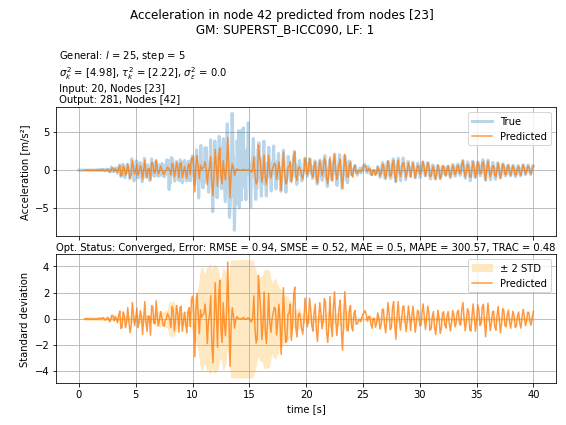 Acceleration in node 42 predicted from nodes [23]
GM: SUPERST_B-ICC090, LF: 1
General: l = 25, step = 5
σ²ₖ = [4.98], τ²ₖ = [2.22], σ²ε = 0.0
Input: 20, Nodes [23]
Output: 281, Nodes [42]
Acceleration [m/s²]
5
0
−5
True
Predicted
Opt. Status: Converged, Error: RMSE = 0.94, SMSE = 0.52, MAE = 0.5, MAPE = 300.57, TRAC = 0.48
Standard deviation
4
2
0
−2
−4
± 2 STD
Predicted
0 5 10 15 20 25 30 35 40
time [s]